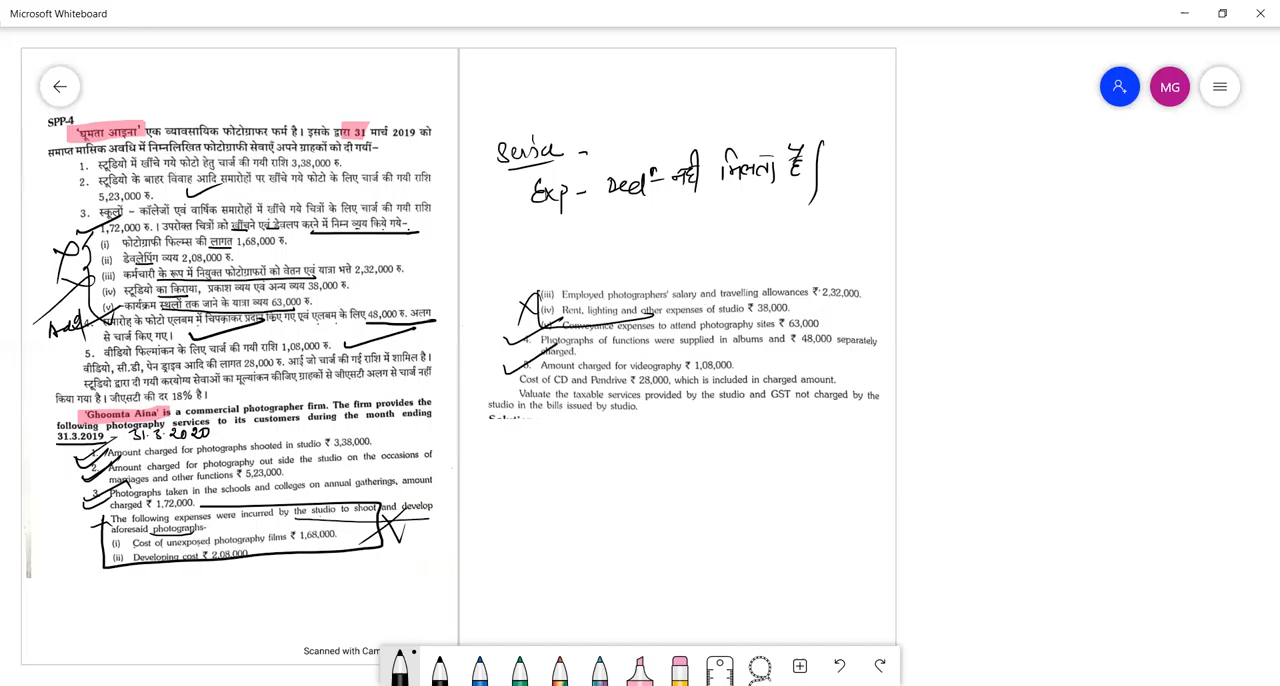 Microsoft Whiteboard
MG
SPP-4
'घूमता आइना' एक व्यावसायिक फोटोग्राफर फर्म है। इसके द्वारा 31 मार्च 2019 को
समाप्त मासिक अवधि में निम्नलिखित फोटोग्राफी सेवाएँ अपने ग्राहकों को दी गयीं-
1. स्टूडियो में खींचे गये फोटो हेतु चार्ज की गयी राशि 3,38,000 रु.
2. स्टूडियो के बाहर विवाह आदि समारोहों पर खींचे गये फोटो के लिए चार्ज की गयी राशि
5,23,000 रु.
3. स्कूलों - कॉलेजों एवं वार्षिक समारोहों में खींचे गये चित्रों के लिए चार्ज की गयी राशि
1,72,000 रु.। उपरोक्त चित्रों को खींचने एवं डेवलप करने में निम्न व्यय किये गये-
(i) फोटोग्राफी फिल्म्स की लागत 1,68,000 रु.
(ii) डेवलेपिंग व्यय 2,08,000 रु.
(iii) कर्मचारी के रूप में नियुक्त फोटोग्राफरों को वेतन एवं यात्रा भत्ते 2,32,000 रु.
(iv) स्टूडियो का किराया, प्रकाश व्यय एवं अन्य व्यय 38,000 रु.
(v) कार्यक्रम स्थलों तक जाने के यात्रा व्यय 63,000 रु.
Add
4. समारोह के फोटो एलबम में चिपकाकर प्रदान किए गए एवं एलबम के लिए 48,000 रु. अलग
से चार्ज किए गए।
5. वीडियो फिल्मांकन के लिए चार्ज की गयी राशि 1,08,000 रु.
वीडियो, सी.डी, पेन ड्राइव आदि की लागत 28,000 रु. आई जो चार्ज की गई राशि में शामिल है।
स्टूडियो द्वारा दी गयी करयोग्य सेवाओं का मूल्यांकन कीजिए ग्राहकों से जीएसटी अलग से चार्ज नहीं
किया गया है। जीएसटी की दर 18% है।
'Ghoomta Aina' is a commercial photographer firm. The firm provides the
following photography services to its customers during the month ending
31.3.2019 - 31.3.2020
1. Amount charged for photographs shooted in studio ₹ 3,38,000.
2. Amount charged for photography out side the studio on the occasions of
marriages and other functions ₹ 5,23,000.
3. Photographs taken in the schools and colleges on annual gatherings, amount
charged ₹ 1,72,000.
The following expenses were incurred by the studio to shoot and develop
aforesaid photographs-
(i) Cost of unexposed photography films ₹ 1,68,000.
(ii) Developing cost ₹ 2,08,000
Scanned with Cam
Service -
Exp - Dedn नही मिलता है
(iii) Employed photographers' salary and travelling allowances ₹ 2,32,000.
(iv) Rent, lighting and other expenses of studio ₹ 38,000.
(v) Conveyance expenses to attend photography sites ₹ 63,000
4. Photographs of functions were supplied in albums and ₹ 48,000 separately
charged.
5. Amount charged for videography ₹ 1,08,000.
Cost of CD and Pendrive ₹ 28,000, which is included in charged amount.
Valuate the taxable services provided by the studio and GST not charged by the
studio in the bills issued by studio.